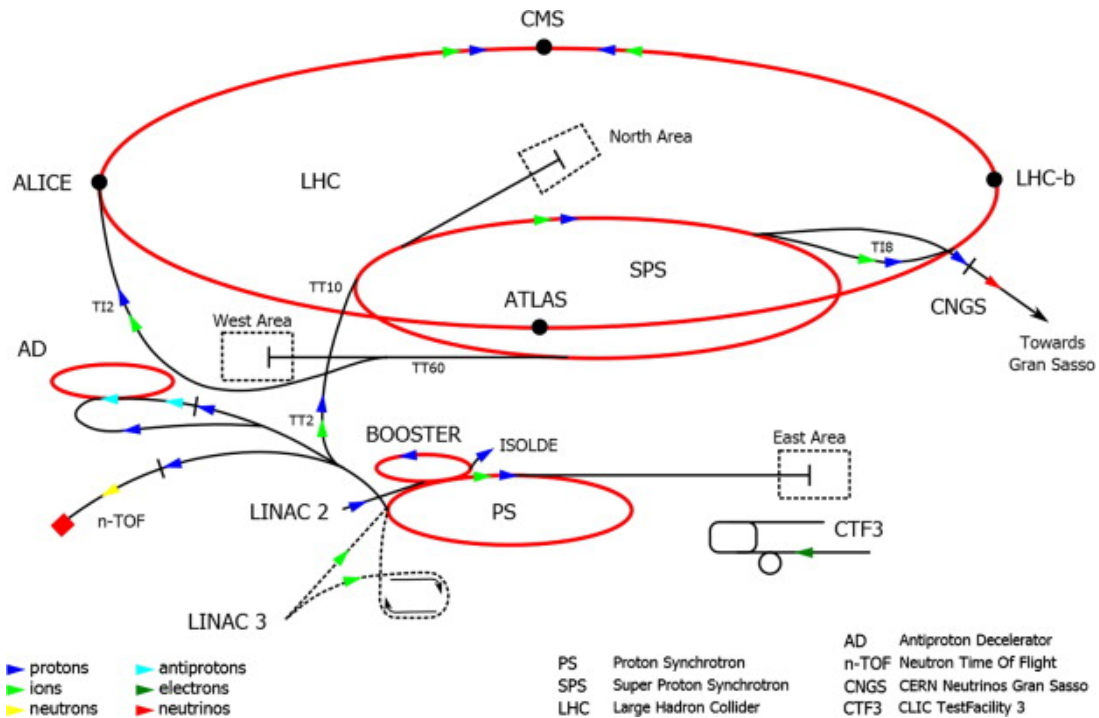 CMS
North Area
ALICE
LHC
LHC-b
SPS
TI8
TT10
TI2
ATLAS
CNGS
West Area
AD
TT60
Towards
Gran Sasso
TT2
BOOSTER
ISOLDE
East Area
LINAC 2
PS
n-TOF
CTF3
LINAC 3
protons
ions
neutrons
antiprotons
electrons
neutrinos
PS Proton Synchrotron
SPS Super Proton Synchrotron
LHC Large Hadron Collider
AD Antiproton Decelerator
n-TOF Neutron Time Of Flight
CNGS CERN Neutrinos Gran Sasso
CTF3 CLIC TestFacility 3